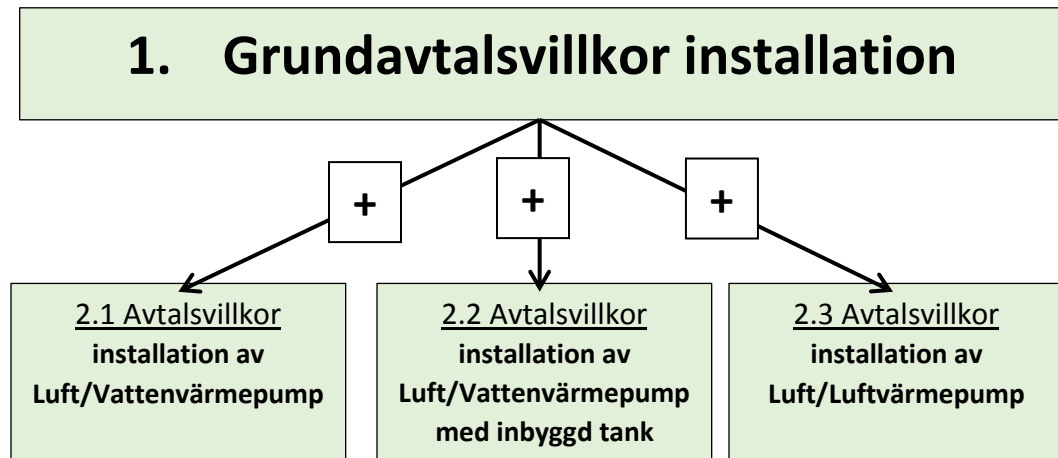 1. Grundavtalsvillkor installation
+
+
+
2.1 Avtalsvillkor
installation av
Luft/Vattenvärmepump
2.2 Avtalsvillkor
installation av
Luft/Vattenvärmepump
med inbyggd tank
2.3 Avtalsvillkor
installation av
Luft/Luftvärmepump